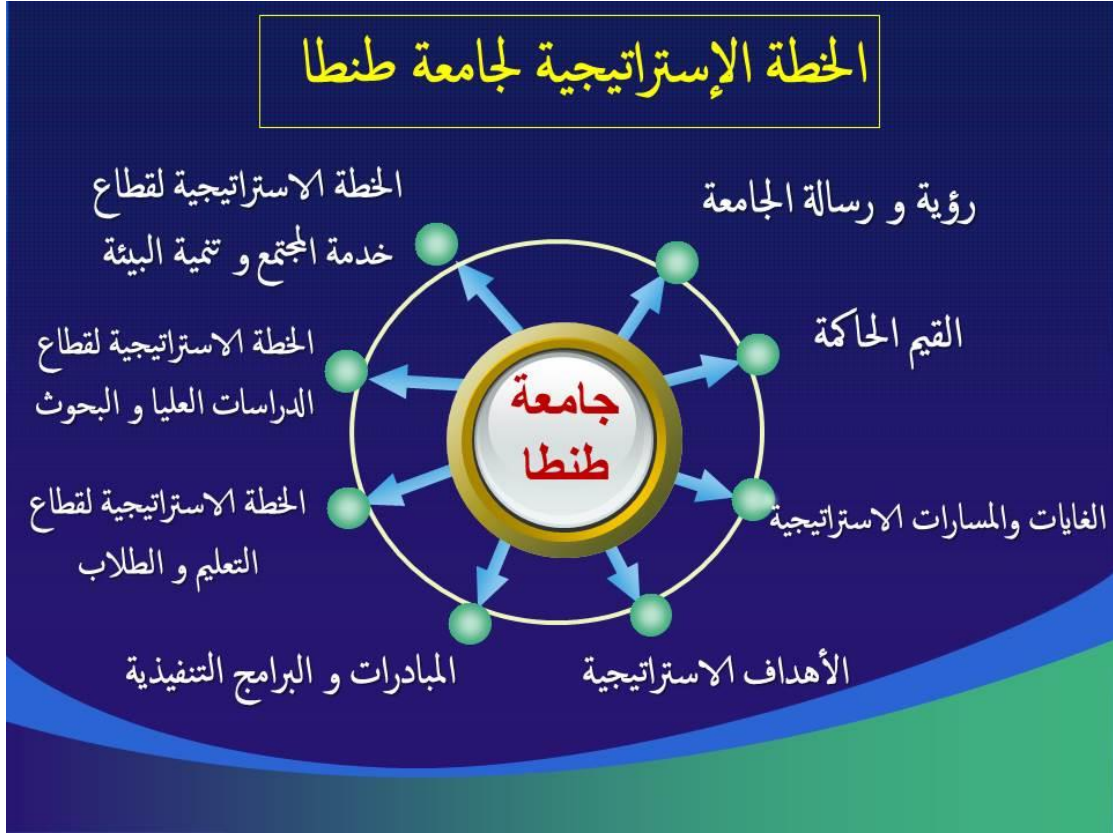 الخطة الإستراتيجية لجامعة طنطا
رؤية و رسالة الجامعة
القيم الحاكمة
الغايات والمسارات الاستراتيجية
الأهداف الاستراتيجية
المبادرات و البرامج التنفيذية
الخطة الاستراتيجية لقطاع
التعليم و الطلاب
الخطة الاستراتيجية لقطاع
الدراسات العليا و البحوث
الخطة الاستراتيجية لقطاع
خدمة المجتمع و تنمية البيئة
جامعة
طنطا